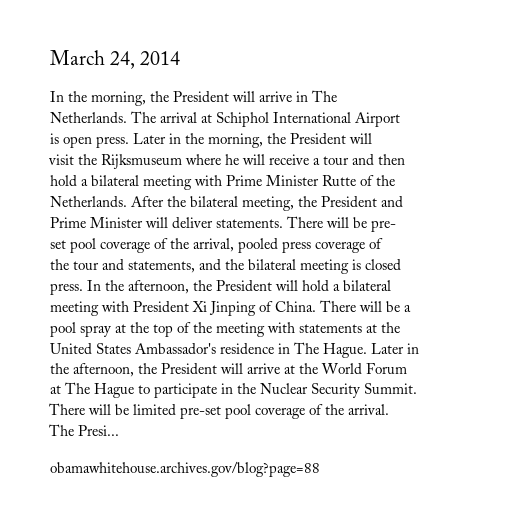 March 24, 2014
In the morning, the President will arrive in The
Netherlands. The arrival at Schiphol International Airport
is open press. Later in the morning, the President will
visit the Rijksmuseum where he will receive a tour and then
hold a bilateral meeting with Prime Minister Rutte of the
Netherlands. After the bilateral meeting, the President and
Prime Minister will deliver statements. There will be pre-
set pool coverage of the arrival, pooled press coverage of
the tour and statements, and the bilateral meeting is closed
press. In the afternoon, the President will hold a bilateral
meeting with President Xi Jinping of China. There will be a
pool spray at the top of the meeting with statements at the
United States Ambassador's residence in The Hague. Later in
the afternoon, the President will arrive at the World Forum
at The Hague to participate in the Nuclear Security Summit.
There will be limited pre-set pool coverage of the arrival.
The Presi...
obamawhitehouse.archives.gov/blog?page=88